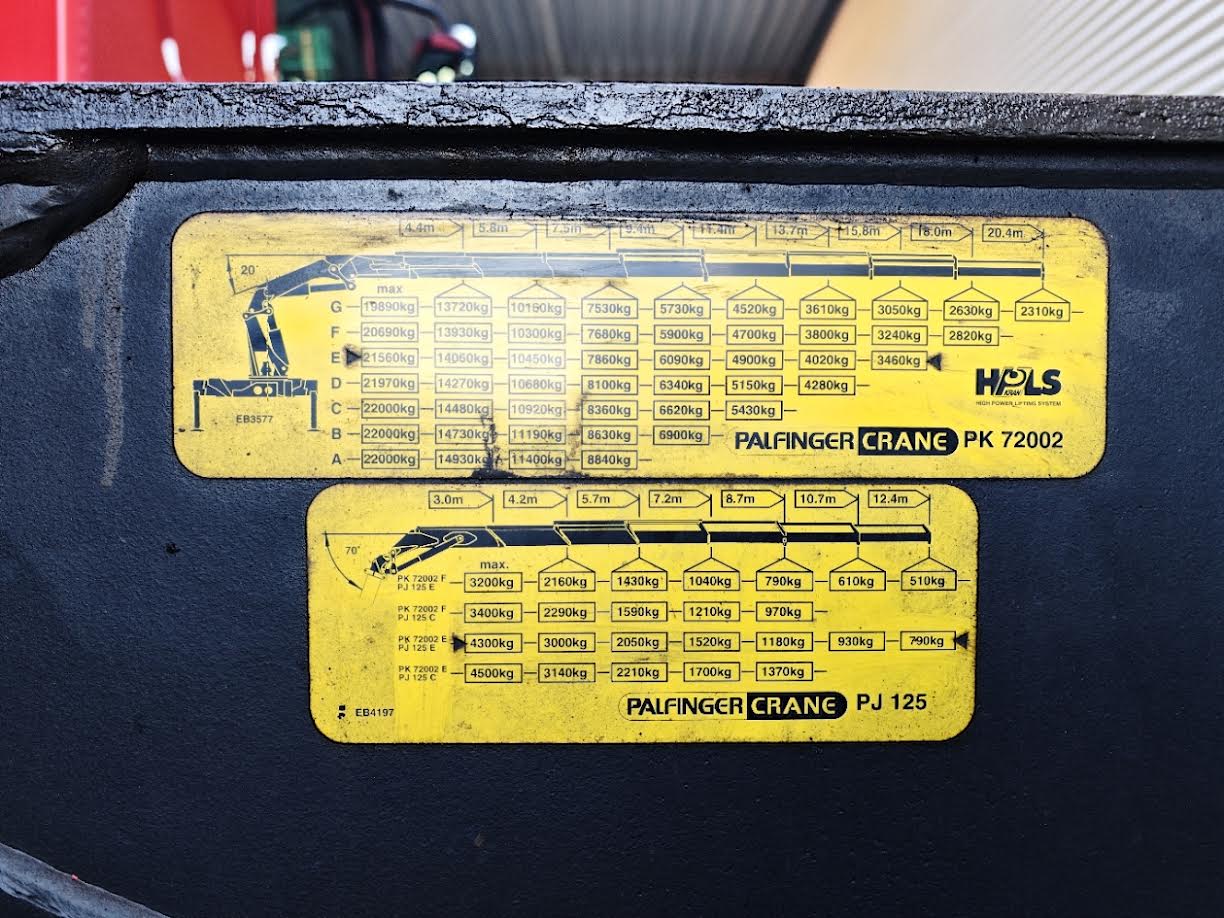 4.4m 5.8m 7.5m 9.4m 11.4m 13.7m 15.8m 18.0m 20.4m
20°
max
G 19890kg 13720kg 10150kg 7530kg 5730kg 4520kg 3610kg 3050kg 2630kg 2310kg
F 20690kg 13930kg 10300kg 7680kg 5900kg 4700kg 3800kg 3240kg 2820kg
E 21560kg 14060kg 10450kg 7860kg 6090kg 4900kg 4020kg 3460kg
D 21970kg 14270kg 10680kg 8100kg 6340kg 5150kg 4280kg
C 22000kg 14480kg 10920kg 8360kg 6620kg 5430kg
B 22000kg 14730kg 11190kg 8630kg 6900kg
A 22000kg 14930kg 11400kg 8840kg
EB3577
HPLS
KRAN
HIGH POWER LIFTING SYSTEM
PALFINGER CRANE PK 72002
3.0m 4.2m 5.7m 7.2m 8.7m 10.7m 12.4m
70°
max.
PK 72002 F
PJ 125 E
3200kg 2160kg 1430kg 1040kg 790kg 610kg 510kg
PK 72002 F
PJ 125 C
3400kg 2290kg 1590kg 1210kg 970kg
PK 72002 E
PJ 125 E
4300kg 3000kg 2050kg 1520kg 1180kg 930kg 790kg
PK 72002 E
PJ 125 C
4500kg 3140kg 2210kg 1700kg 1370kg
EB4197
PALFINGER CRANE PJ 125